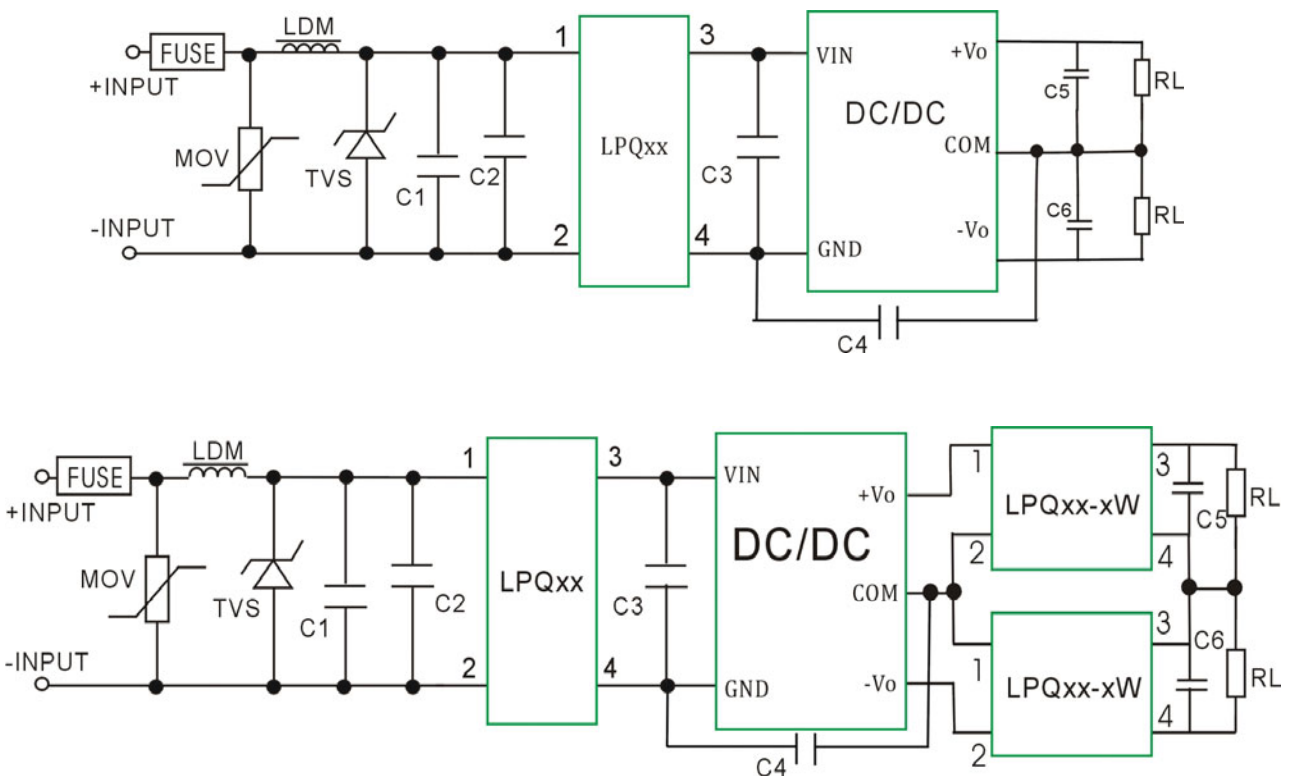 LDM
FUSE
+INPUT
MOV
TVS
C1
C2
-INPUT
1
2
LPQxx
3
4
C3
VIN
GND
DC/DC
+Vo
COM
-Vo
C4
C5
C6
RL
RL
LDM
FUSE
+INPUT
MOV
TVS
C1
C2
-INPUT
1
2
LPQxx
3
4
C3
VIN
GND
DC/DC
+Vo
COM
-Vo
C4
1
2
LPQxx-xW
3
4
C5
RL
1
2
LPQxx-xW
3
4
C6
RL